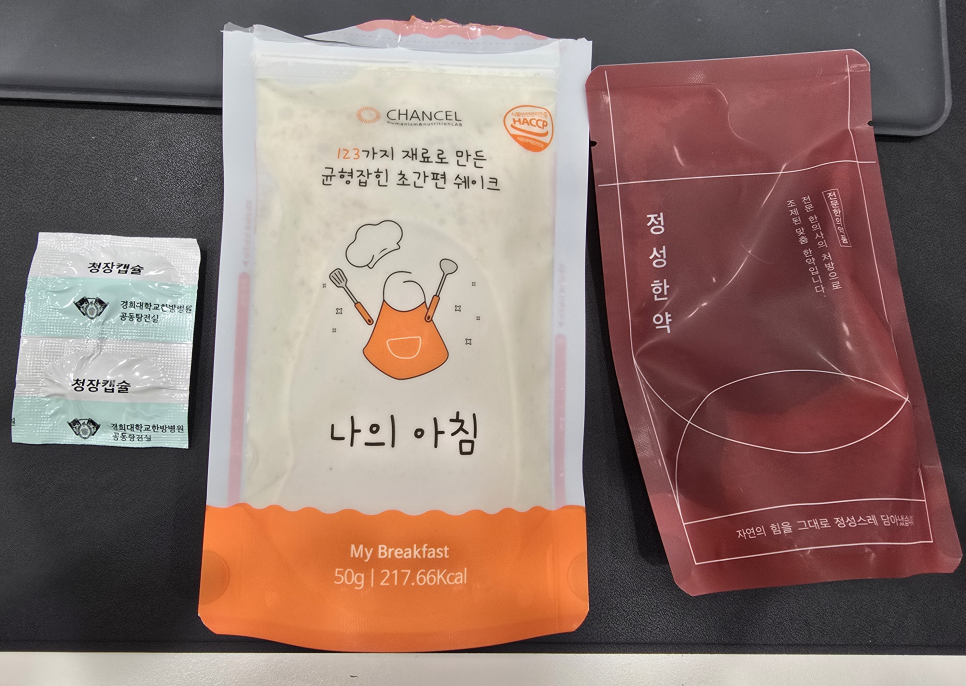 청장캡슐
경희대학교한방병원
공동탕전실
청장캡슐
경희대학교한방병원
공동탕전실
CHANCEL
HACCP
123가지 재료로 만든
균형잡힌 초간편 쉐이크
나의 아침
My Breakfast
50g | 217.66Kcal
전문한의약품
전문 한의사의 처방으로
조제된 맞춤 한약입니다.
정성한약
자연의 힘을 그대로 정성스레 담아냈습니다